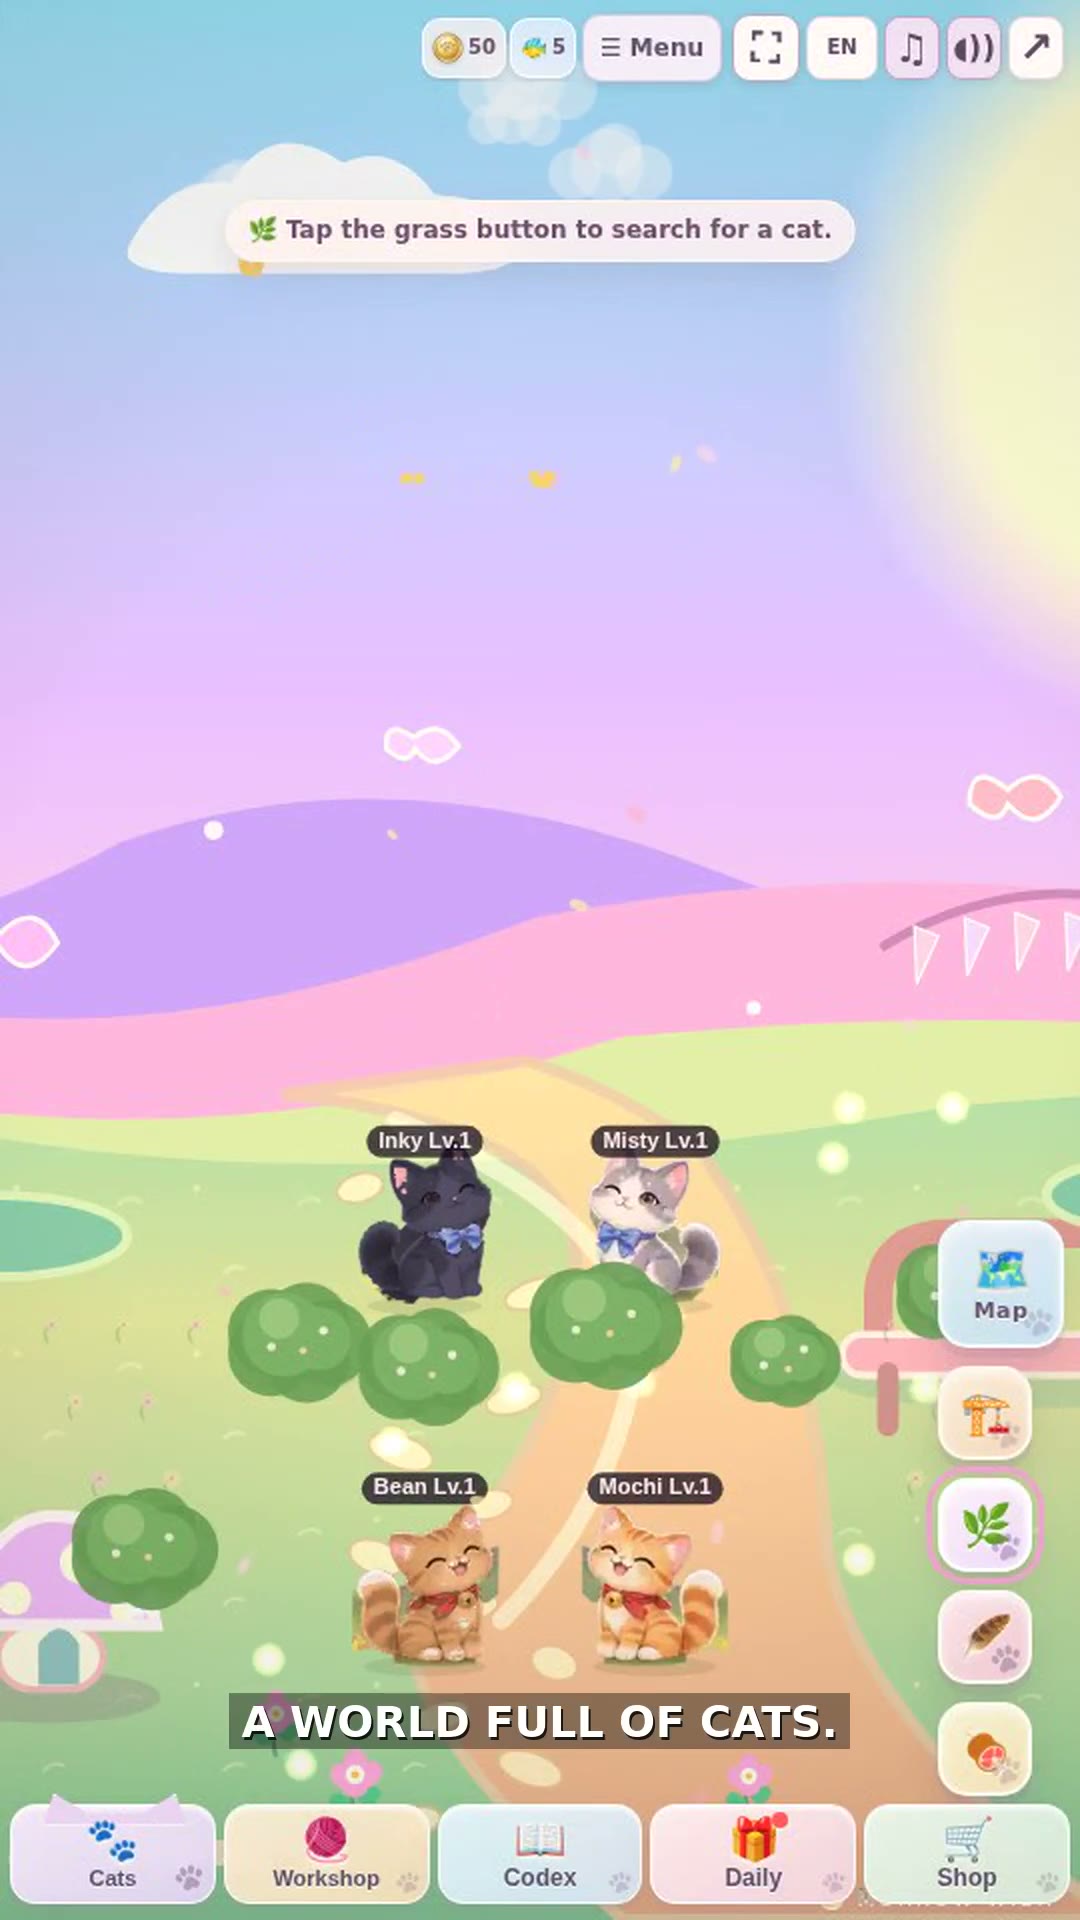 50
5
☰ Menu
EN
Tap the grass button to search for a cat.
Inky Lv.1
Misty Lv.1
Map
Bean Lv.1
Mochi Lv.1
A WORLD FULL OF CATS.
Cats
Workshop
Codex
Daily
Shop